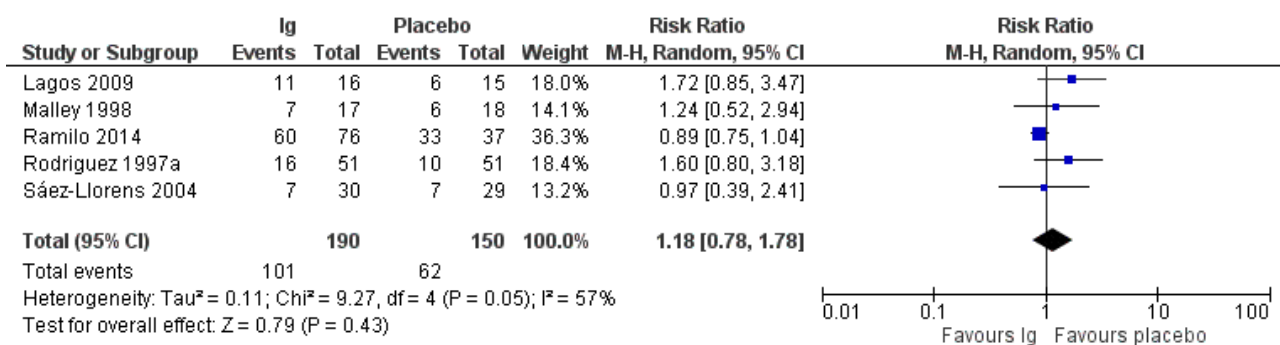 Ig Placebo Risk Ratio Risk Ratio
Study or Subgroup Events Total Events Total Weight M-H, Random, 95% CI M-H, Random, 95% CI
Lagos 2009 11 16 6 15 18.0% 1.72 [0.85, 3.47]
Malley 1998 7 17 6 18 14.1% 1.24 [0.52, 2.94]
Ramilo 2014 60 76 33 37 36.3% 0.89 [0.75, 1.04]
Rodriguez 1997a 16 51 10 51 18.4% 1.60 [0.80, 3.18]
Sáez-Llorens 2004 7 30 7 29 13.2% 0.97 [0.39, 2.41]
Total (95% CI) 190 150 100.0% 1.18 [0.78, 1.78]
Total events 101 62
Heterogeneity: Tau² = 0.11; Chi² = 9.27, df = 4 (P = 0.05); I² = 57%
Test for overall effect: Z = 0.79 (P = 0.43)
0.01 0.1 1 10 100
Favours Ig Favours placebo